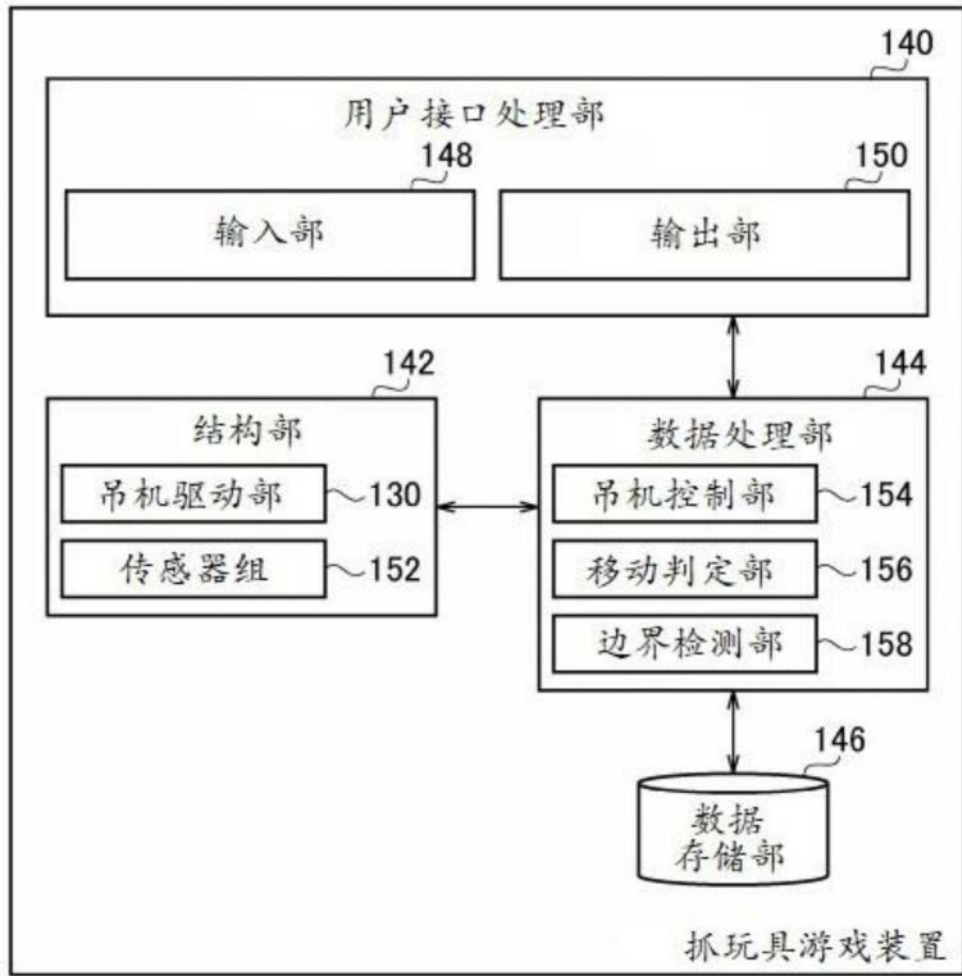 140
用户接口处理部
148
150
输入部
输出部
142
144
结构部
数据处理部
吊机驱动部
130
吊机控制部
154
传感器组
152
移动判定部
156
边界检测部
158
146
数据
存储部
抓玩具游戏装置